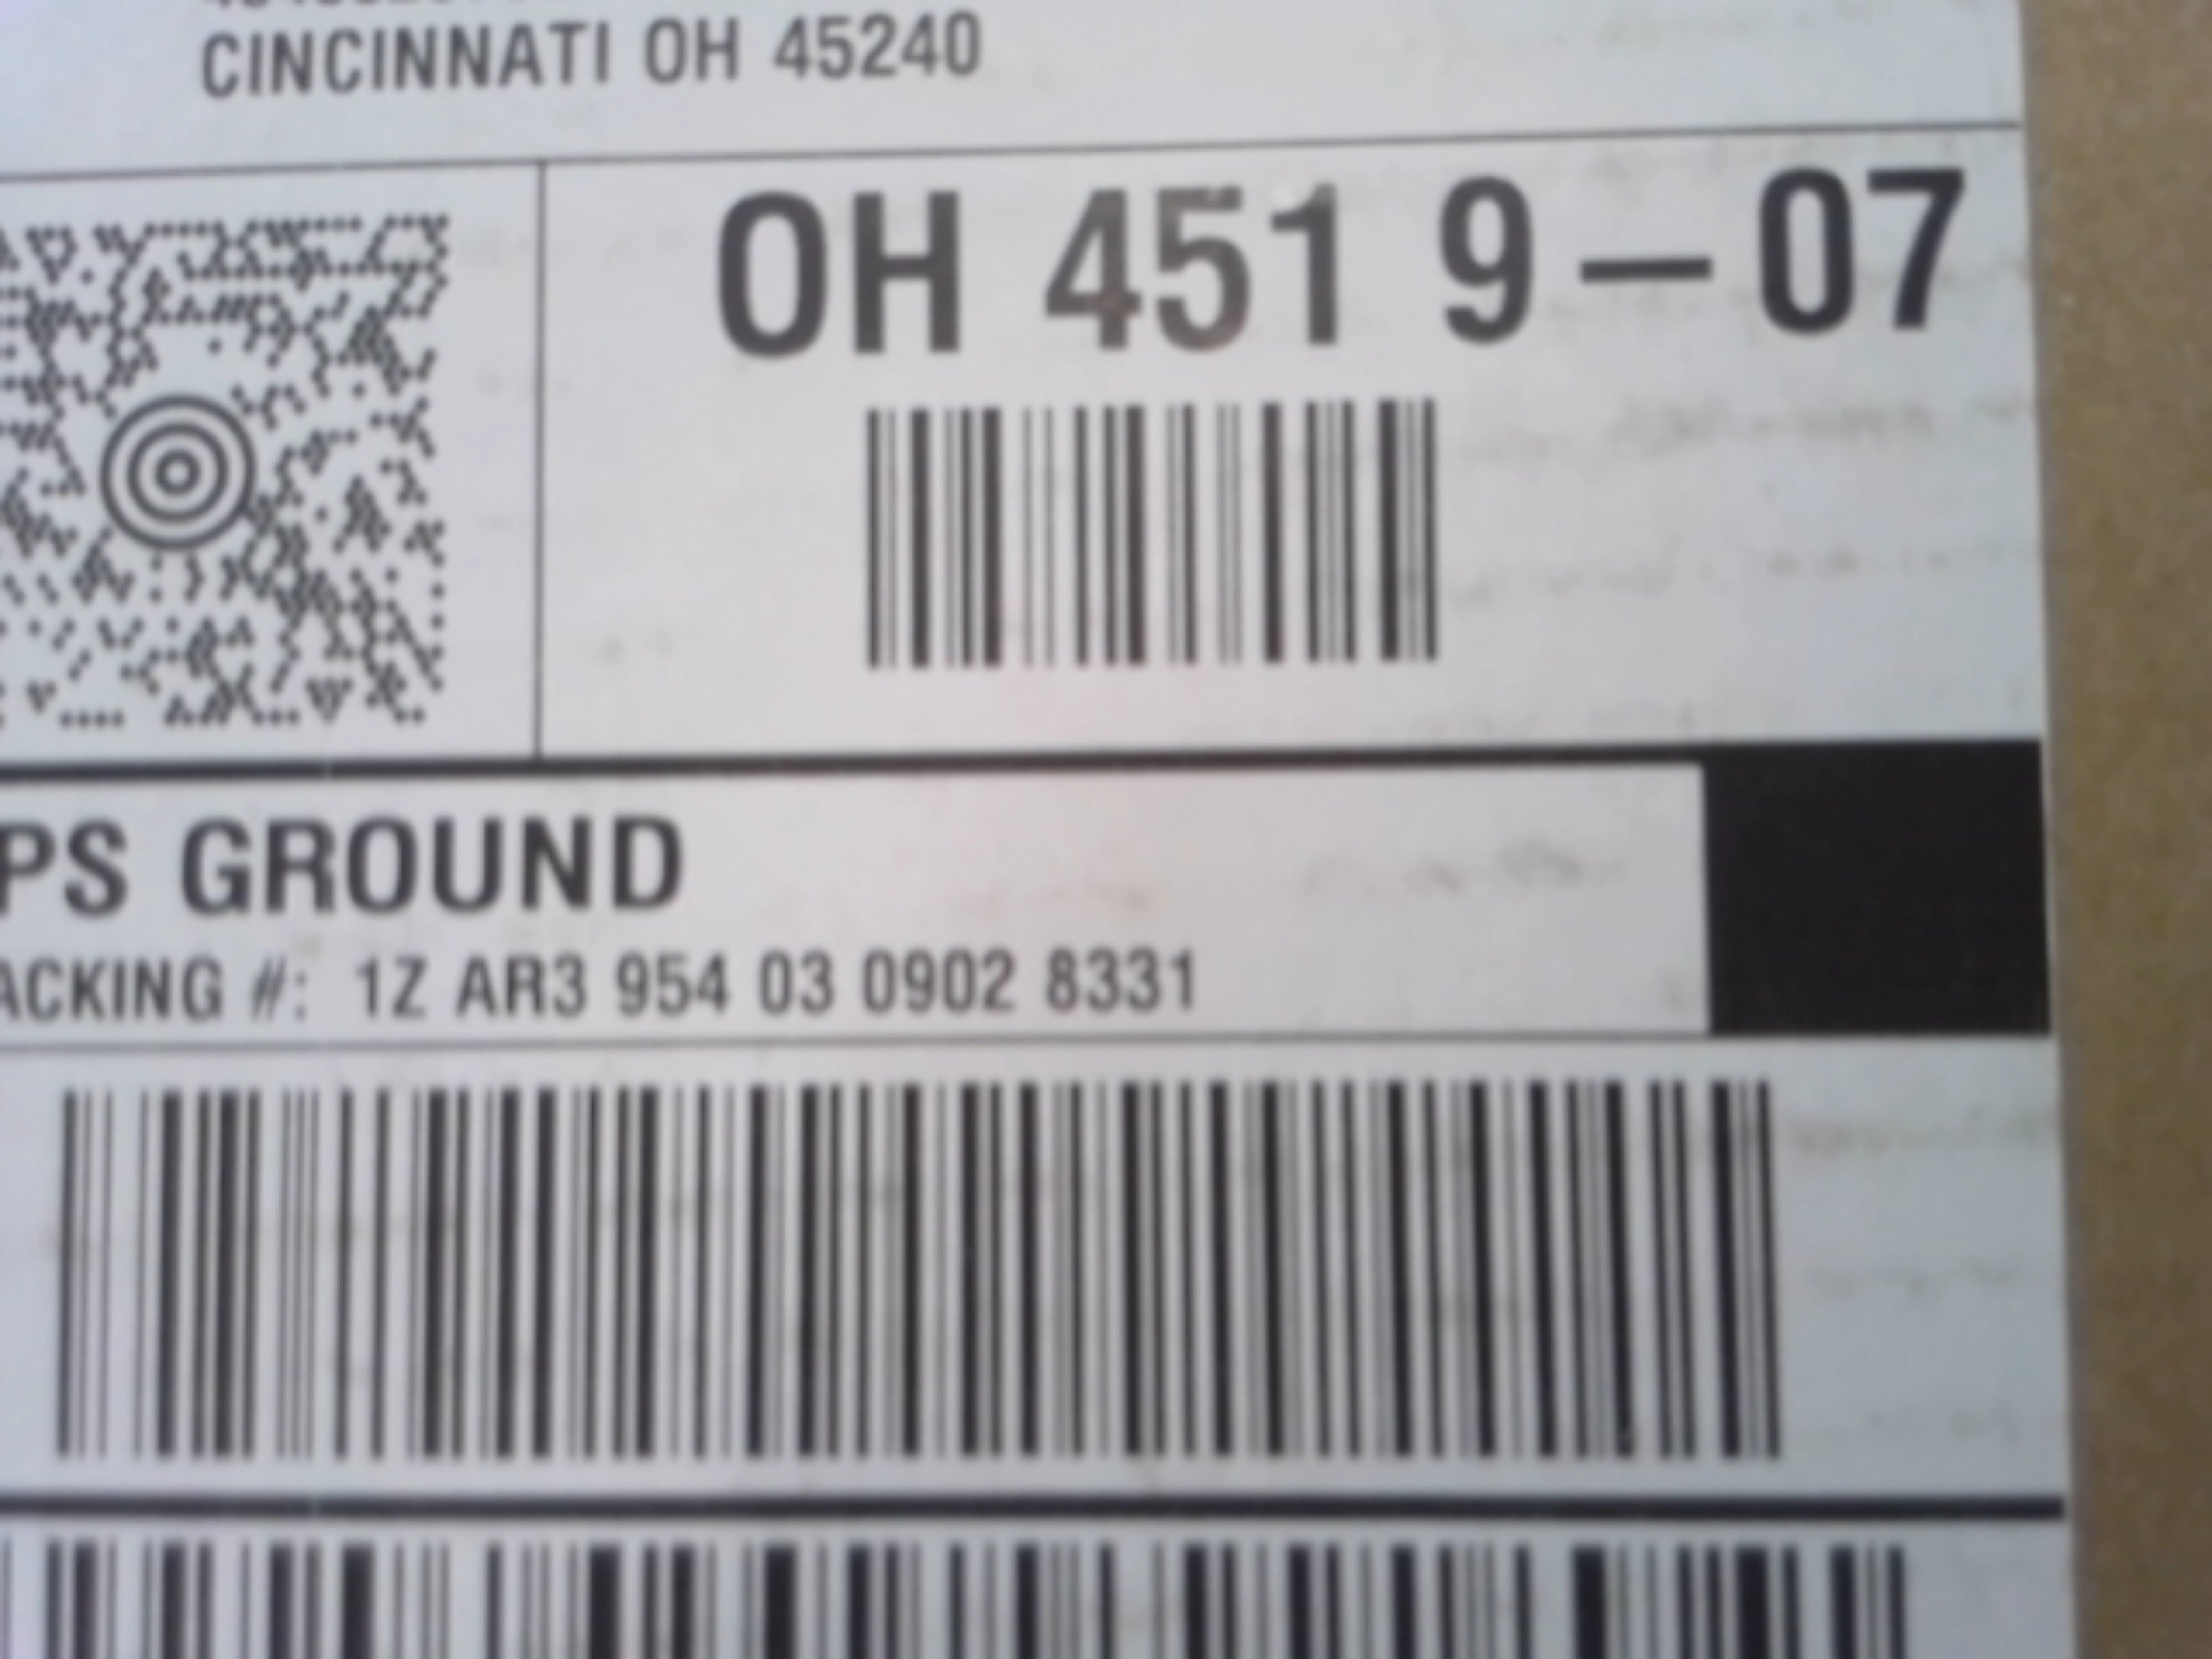 CINCINNATI OH 45240
OH 451 9-07
PS GROUND
ACKING #: 1Z AR3 954 03 0902 8331